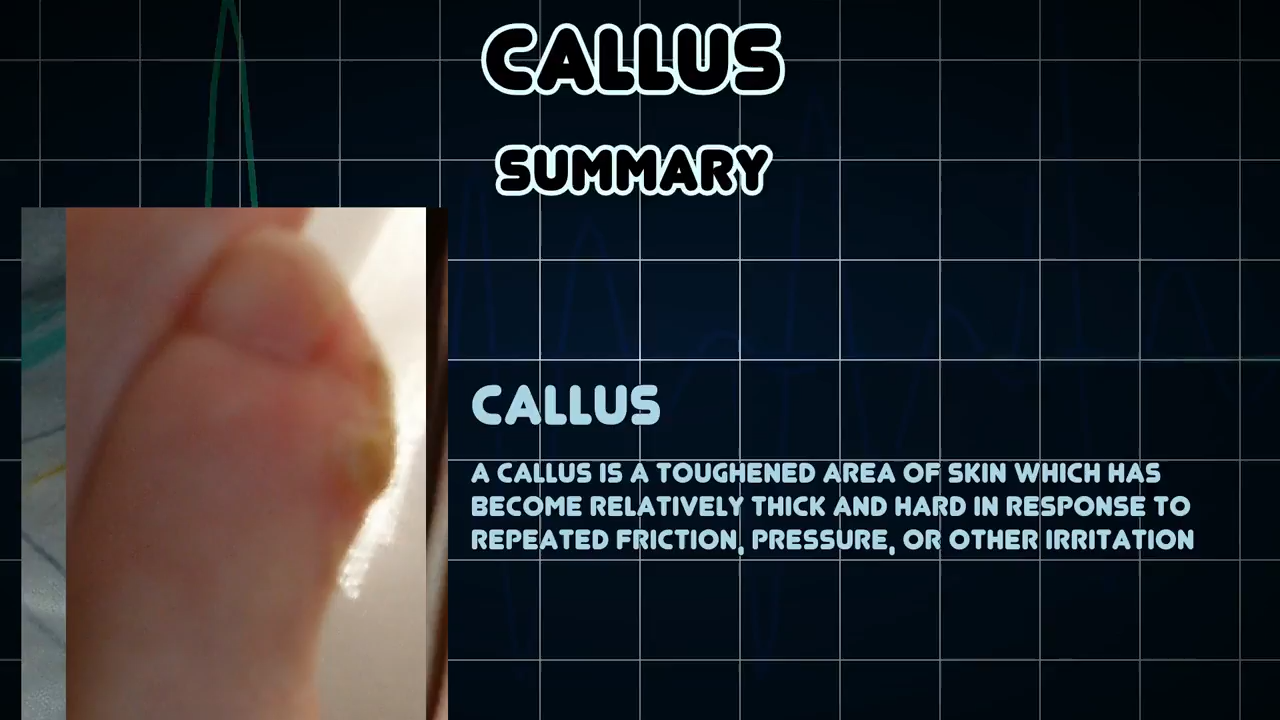 CALLUS
SUMMARY
CALLUS
A CALLUS IS A TOUGHENED AREA OF SKIN WHICH HAS
BECOME RELATIVELY THICK AND HARD IN RESPONSE TO
REPEATED FRICTION, PRESSURE, OR OTHER IRRITATION